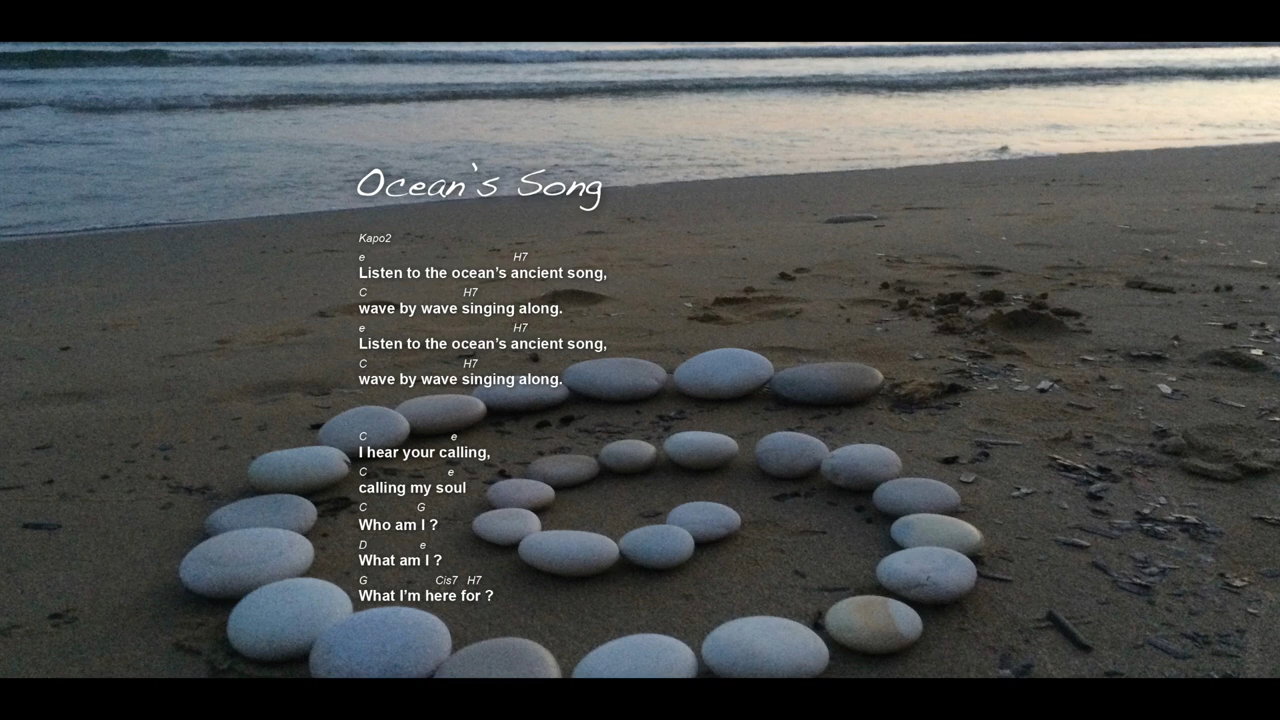 Ocean's Song
Kapo2
e H7
Listen to the ocean's ancient song,
C H7
wave by wave singing along.
e H7
Listen to the ocean's ancient song,
C H7
wave by wave singing along.
C e
I hear your calling,
C e
calling my soul
C G
Who am I ?
D e
What am I ?
G Cis7 H7
What I'm here for ?